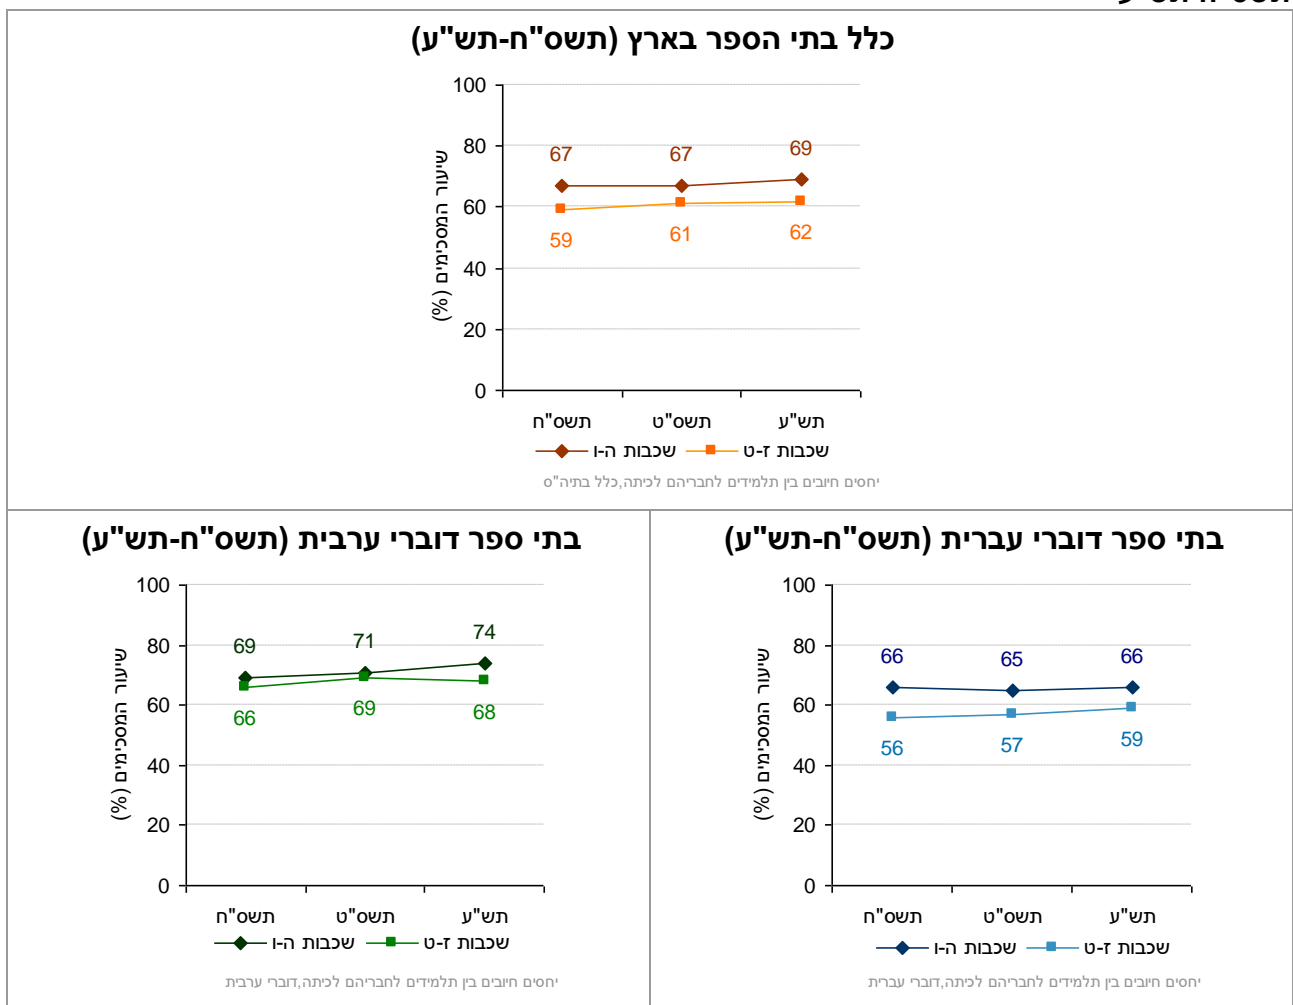 כלל בתי הספר בארץ (תשס"ח-תש"ע)
שיעור המסכימים (%)
100
80
60
40
20
0
67
67
69
59
61
62
תשס"ח
תשס"ט
תש"ע
שכבות ה-ו
שכבות ז-ט
יחסים חיובים בין תלמידים לחבריהם לכיתה,כלל בתיה"ס
בתי ספר דוברי עברית (תשס"ח-תש"ע)
שיעור המסכימים (%)
100
80
60
40
20
0
66
65
66
56
57
59
תשס"ח
תשס"ט
תש"ע
שכבות ה-ו
שכבות ז-ט
יחסים חיובים בין תלמידים לחבריהם לכיתה,דוברי עברית
בתי ספר דוברי ערבית (תשס"ח-תש"ע)
שיעור המסכימים (%)
100
80
60
40
20
0
69
71
74
66
69
68
תשס"ח
תשס"ט
תש"ע
שכבות ה-ו
שכבות ז-ט
יחסים חיובים בין תלמידים לחבריהם לכיתה,דוברי ערבית